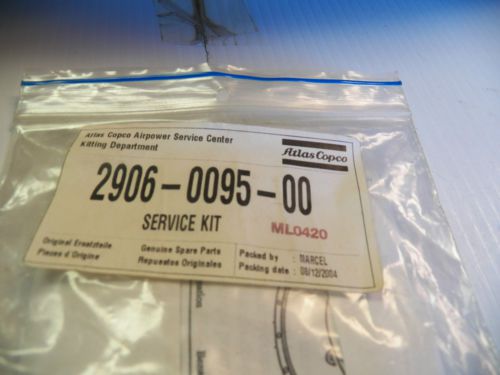 Atlas Copco Airpower Service Center
Kitting Department
Atlas Copco
2906-0095-00
SERVICE KIT
ML0420
Original Ersatzteile
Pieces d'Origine
Genuine Spare Parts
Repuestos Originales
Packed by : MARCEL
Packing date : 08/12/2004